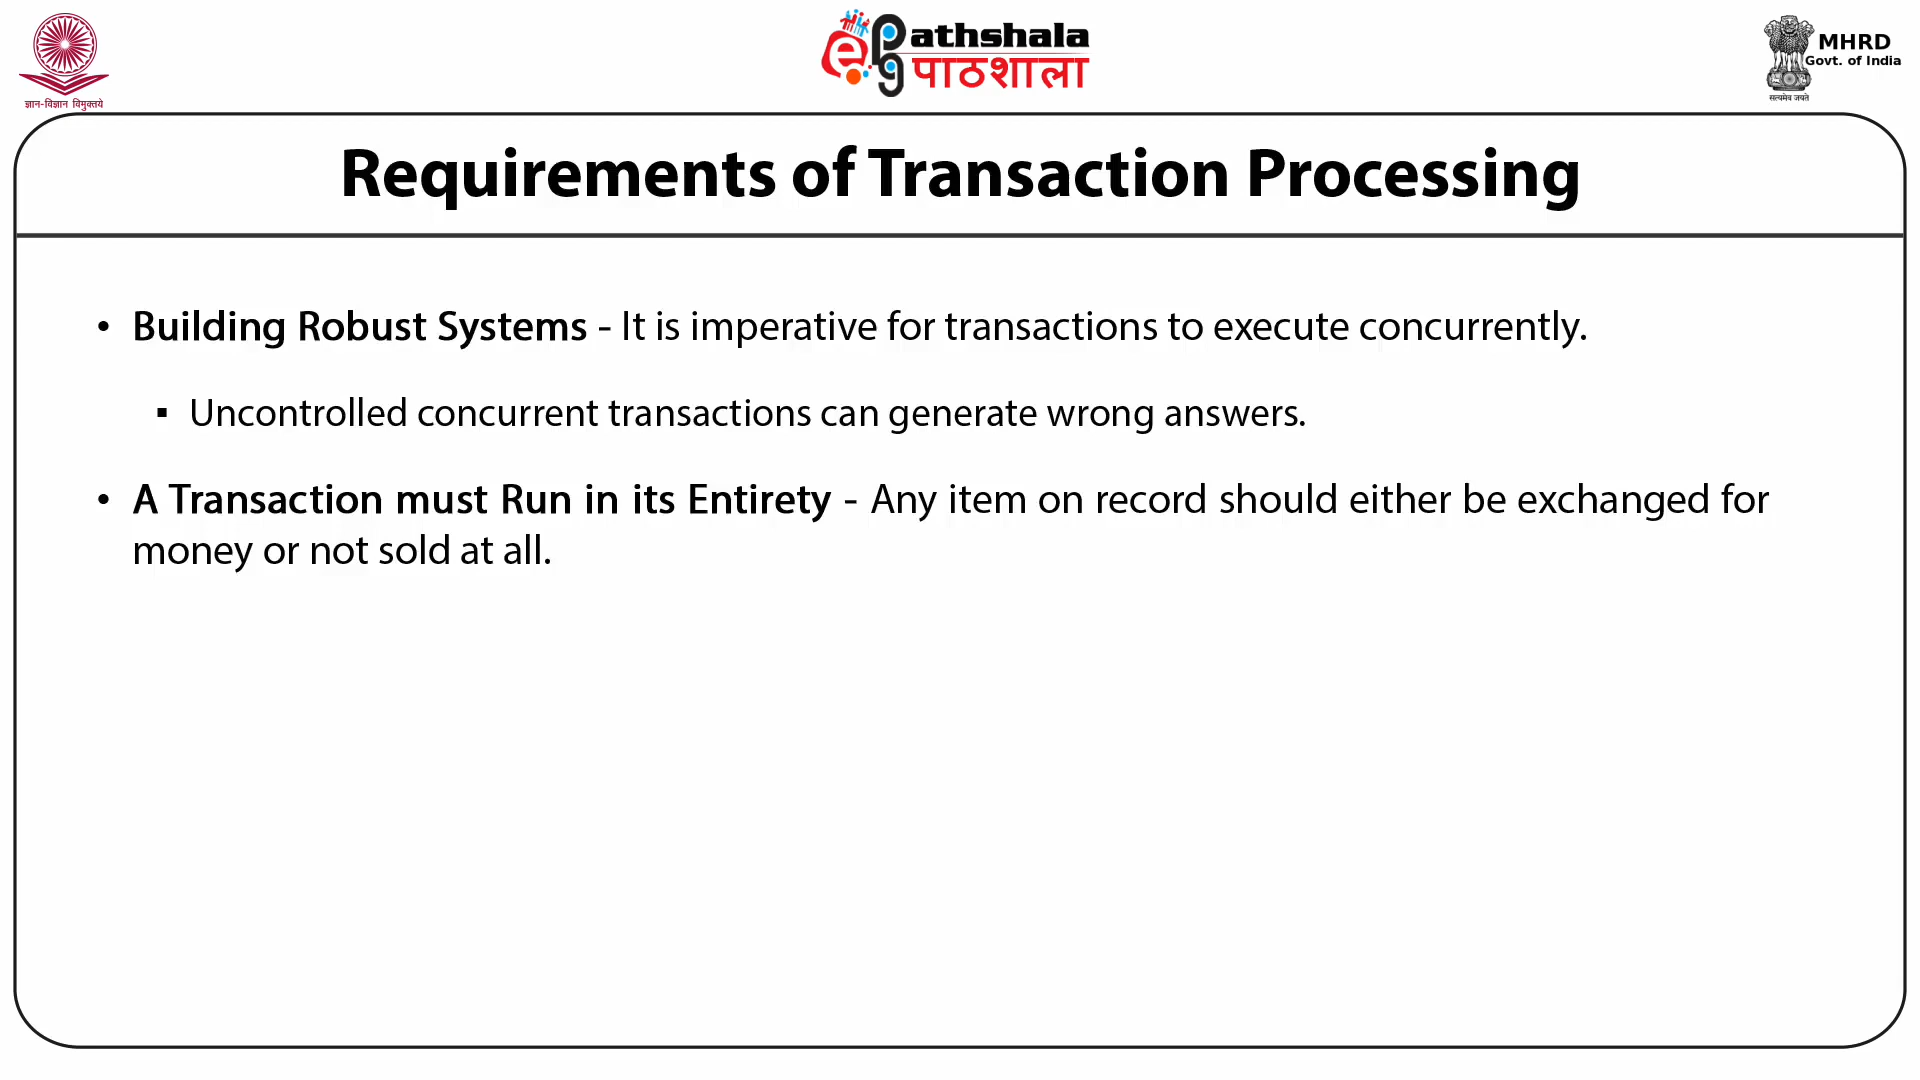 ज्ञान-विज्ञान विमुक्तये
ePathshala
पाठशाला
MHRD
Govt. of India
सत्यमेव जयते
Requirements of Transaction Processing
• Building Robust Systems - It is imperative for transactions to execute concurrently.
▪ Uncontrolled concurrent transactions can generate wrong answers.
• A Transaction must Run in its Entirety - Any item on record should either be exchanged for
money or not sold at all.